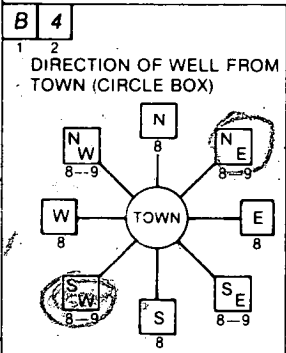 B 4
1 2
DIRECTION OF WELL FROM
TOWN (CIRCLE BOX)
N
8
N W
8--9
N E
8-9
W
8
TOWN
E
8
S W
8-9
S E
8-9
S
8